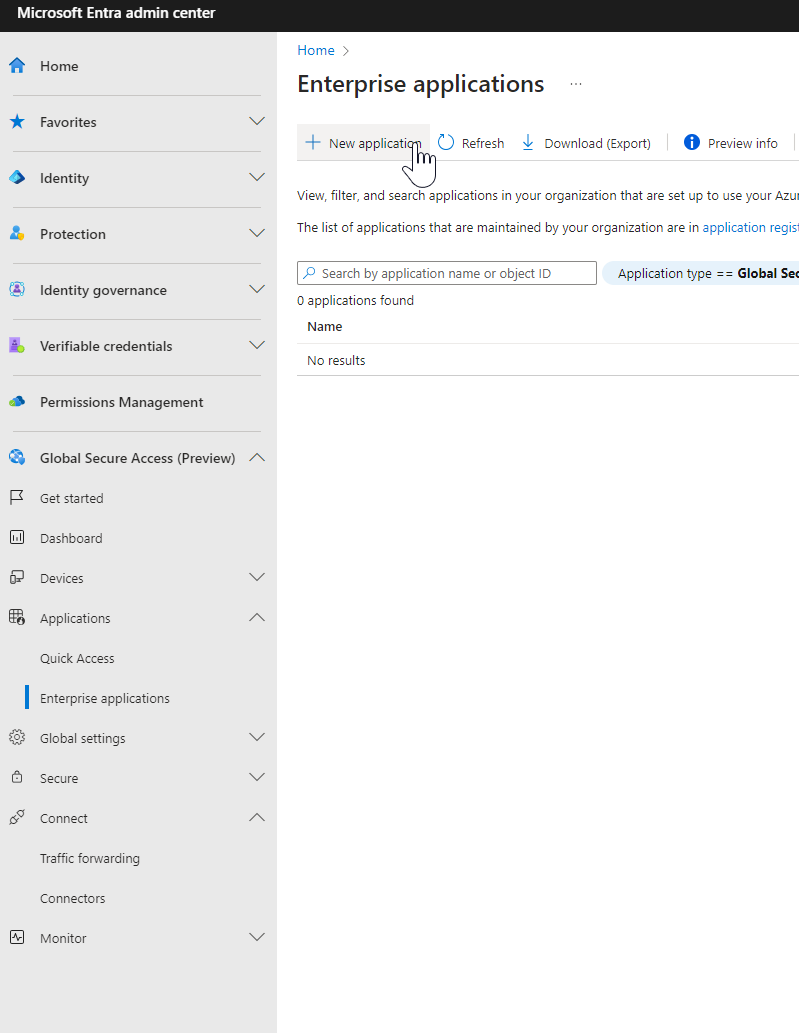 Microsoft Entra admin center
Home
Favorites
Identity
Protection
Identity governance
Verifiable credentials
Permissions Management
Global Secure Access (Preview)
Get started
Dashboard
Devices
Applications
Quick Access
Enterprise applications
Global settings
Secure
Connect
Traffic forwarding
Connectors
Monitor
Home
Enterprise applications
New application Refresh Download (Export) Preview info
View, filter, and search applications in your organization that are set up to use your Azur
The list of applications that are maintained by your organization are in application regist
Search by application name or object ID Application type == Global Sec
0 applications found
Name
No results